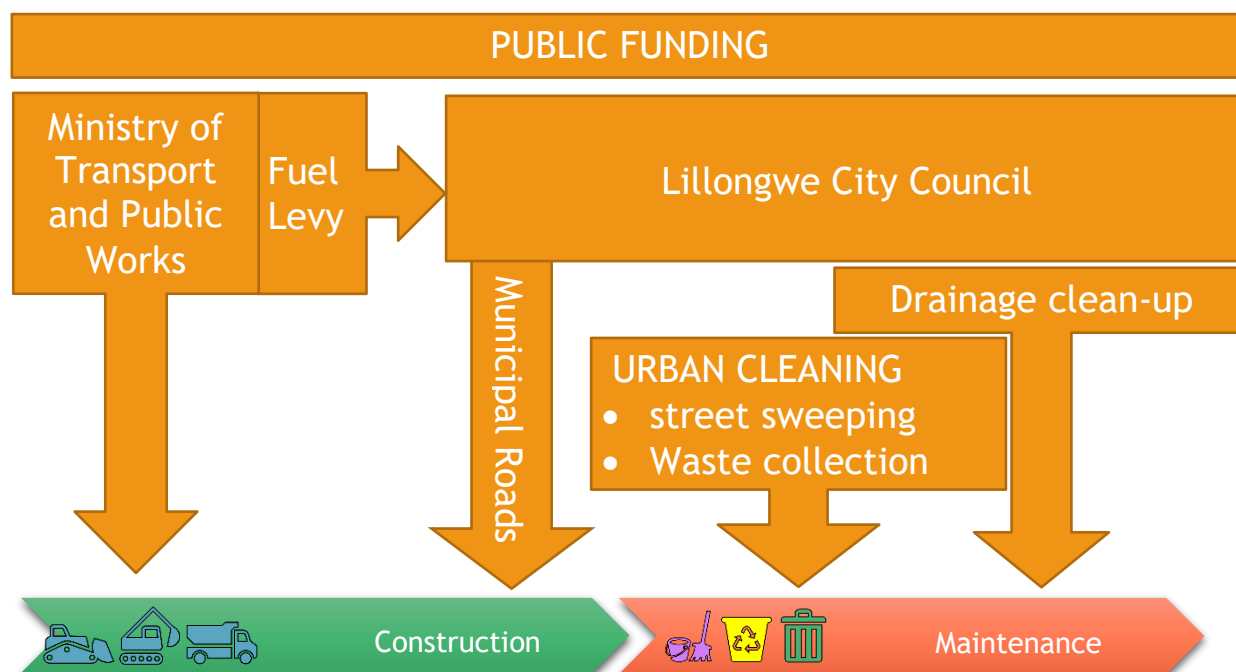 PUBLIC FUNDING
Ministry of
Transport
and Public
Works
Fuel
Levy
Lillongwe City Council
Municipal Roads
Drainage clean-up
URBAN CLEANING
• street sweeping
• Waste collection
Construction
Maintenance